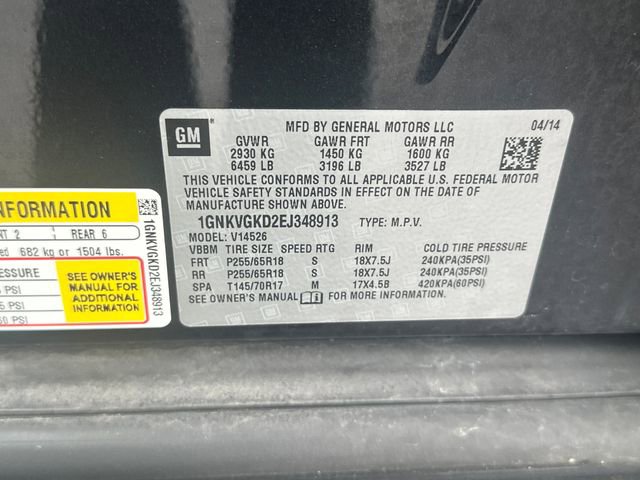 GM
MFD BY GENERAL MOTORS LLC 04/14
GVWR GAWR FRT GAWR RR
2930 KG 1450 KG 1600 KG
6459 LB 3196 LB 3527 LB
THIS VEHICLE CONFORMS TO ALL APPLICABLE U.S. FEDERAL MOTOR
VEHICLE SAFETY STANDARDS IN EFFECT ON THE DATE OF
MANUFACTURE SHOWN ABOVE.
1GNKVGKD2EJ348913 TYPE: M.P.V.
MODEL: V14526
VBBM TIRE SIZE SPEED RTG RIM COLD TIRE PRESSURE
FRT P255/65R18 S 18X7.5J 240KPA(35PSI)
RR P255/65R18 S 18X7.5J 240KPA(35PSI)
SPA T145/70R17 M 17X4.5B 420KPA(60PSI)
SEE OWNER'S MANUAL FOR MORE INFORMATION.
INFORMATION
2 REAR 6
682 kg or 1504 lbs.
SEE OWNER'S
MANUAL FOR
ADDITIONAL
INFORMATION
PSI
PSI
1GNKVGKD2EJ348913